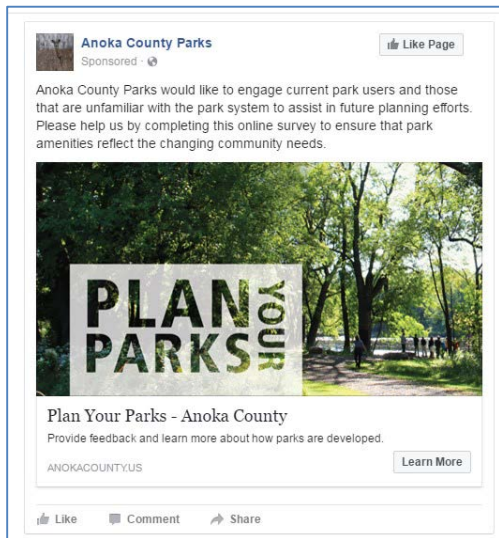 Anoka County Parks
Like Page
Sponsored ·
Anoka County Parks would like to engage current park users and those
that are unfamiliar with the park system to assist in future planning efforts.
Please help us by completing this online survey to ensure that park
amenities reflect the changing community needs.
PLAN
YOUR
PARKS
Plan Your Parks - Anoka County
Provide feedback and learn more about how parks are developed.
ANOKACOUNTY.US
Learn More
Like Comment Share